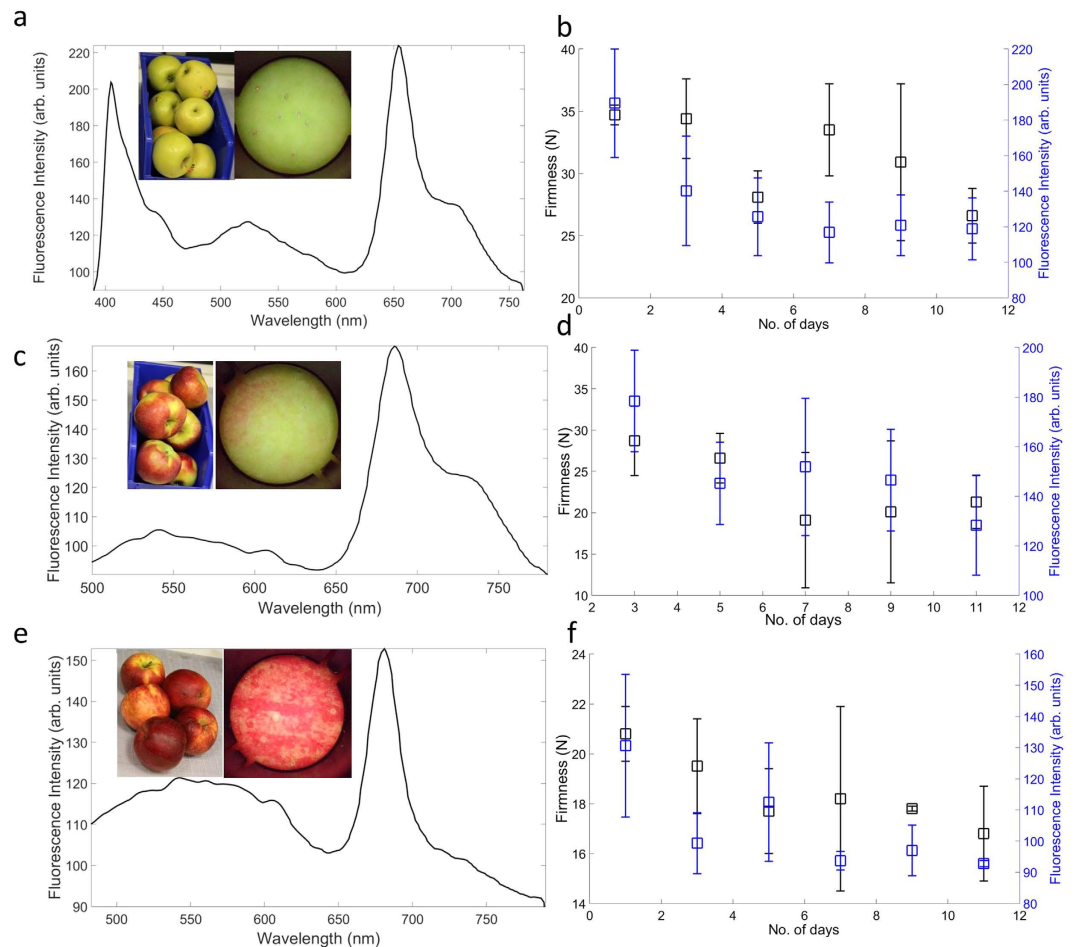 a
Fluorescence Intensity (arb. units)
220
200
180
160
140
120
100
400 450 500 550 600 650 700 750
Wavelength (nm)
b
Firmness (N)
40
35
30
25
20
0 2 4 6 8 10 12
No. of days
220
200
180
160
140
120
100
80
Fluorescence Intensity (arb. units)
c
Fluorescence Intensity (arb. units)
160
150
140
130
120
110
100
500 550 600 650 700 750
Wavelength (nm)
d
Firmness (N)
40
35
30
25
20
15
10
2 3 4 5 6 7 8 9 10 11 12
No. of days
200
180
160
140
120
100
Fluorescence Intensity (arb. units)
e
Fluorescence Intensity (arb. units)
150
140
130
120
110
100
90
500 550 600 650 700 750
Wavelength (nm)
f
Firmness (N)
24
22
20
18
16
14
0 2 4 6 8 10 12
No. of days
160
150
140
130
120
110
100
90
80
Fluorescence Intensity (arb. units)